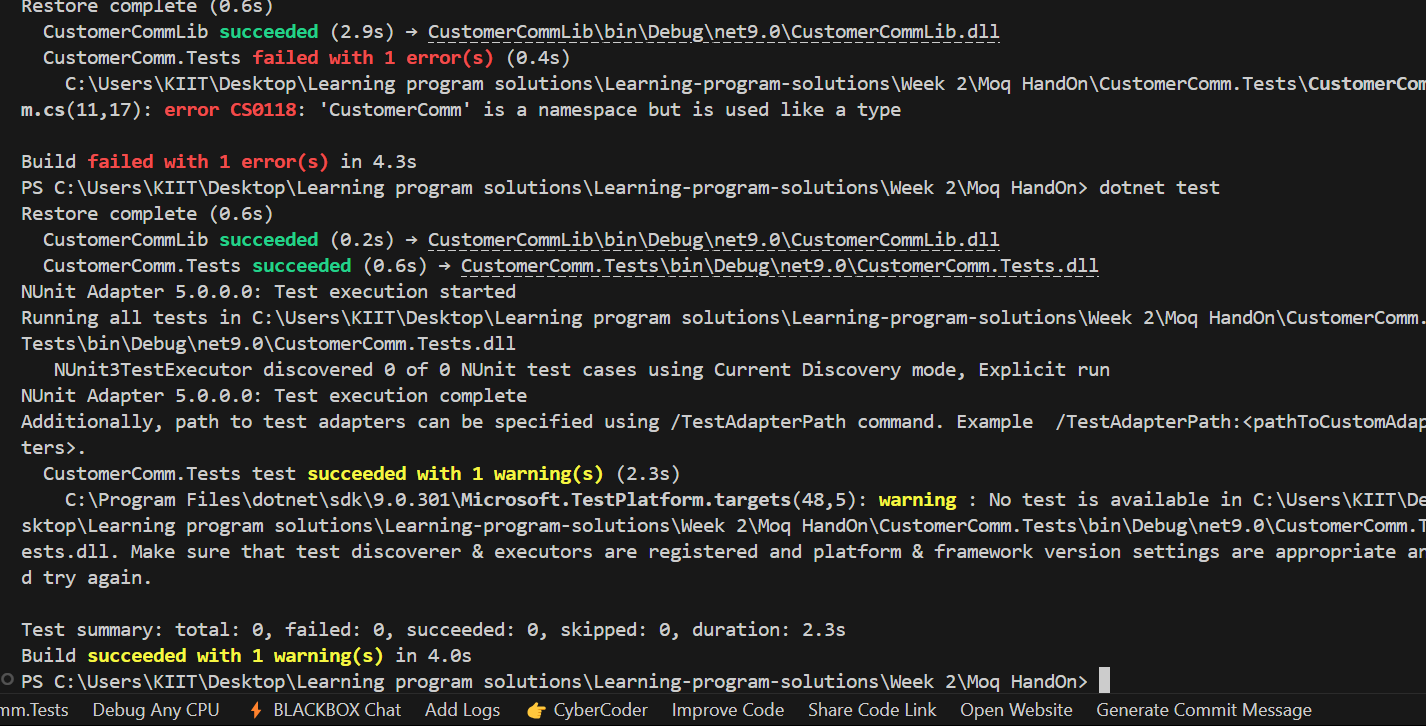 Restore complete (0.6s)
CustomerCommLib succeeded (2.9s) → CustomerCommLib\bin\Debug\net9.0\CustomerCommLib.dll
CustomerComm.Tests failed with 1 error(s) (0.4s)
C:\Users\KIIT\Desktop\Learning program solutions\Learning-program-solutions\Week 2\Moq HandOn\CustomerComm.Tests\CustomerCom
m.cs(11,17): error CS0118: 'CustomerComm' is a namespace but is used like a type
Build failed with 1 error(s) in 4.3s
PS C:\Users\KIIT\Desktop\Learning program solutions\Learning-program-solutions\Week 2\Moq HandOn> dotnet test
Restore complete (0.6s)
CustomerCommLib succeeded (0.2s) → CustomerCommLib\bin\Debug\net9.0\CustomerCommLib.dll
CustomerComm.Tests succeeded (0.6s) → CustomerComm.Tests\bin\Debug\net9.0\CustomerComm.Tests.dll
NUnit Adapter 5.0.0.0: Test execution started
Running all tests in C:\Users\KIIT\Desktop\Learning program solutions\Learning-program-solutions\Week 2\Moq HandOn\CustomerComm.
Tests\bin\Debug\net9.0\CustomerComm.Tests.dll
NUnit3TestExecutor discovered 0 of 0 NUnit test cases using Current Discovery mode, Explicit run
NUnit Adapter 5.0.0.0: Test execution complete
Additionally, path to test adapters can be specified using /TestAdapterPath command. Example  /TestAdapterPath:<pathToCustomAdap
ters>.
CustomerComm.Tests test succeeded with 1 warning(s) (2.3s)
C:\Program Files\dotnet\sdk\9.0.301\Microsoft.TestPlatform.targets(48,5): warning : No test is available in C:\Users\KIIT\De
sktop\Learning program solutions\Learning-program-solutions\Week 2\Moq HandOn\CustomerComm.Tests\bin\Debug\net9.0\CustomerComm.T
ests.dll. Make sure that test discoverer & executors are registered and platform & framework version settings are appropriate an
d try again.
Test summary: total: 0, failed: 0, succeeded: 0, skipped: 0, duration: 2.3s
Build succeeded with 1 warning(s) in 4.0s
PS C:\Users\KIIT\Desktop\Learning program solutions\Learning-program-solutions\Week 2\Moq HandOn>
mm.Tests Debug Any CPU BLACKBOX Chat Add Logs CyberCoder Improve Code Share Code Link Open Website Generate Commit Message